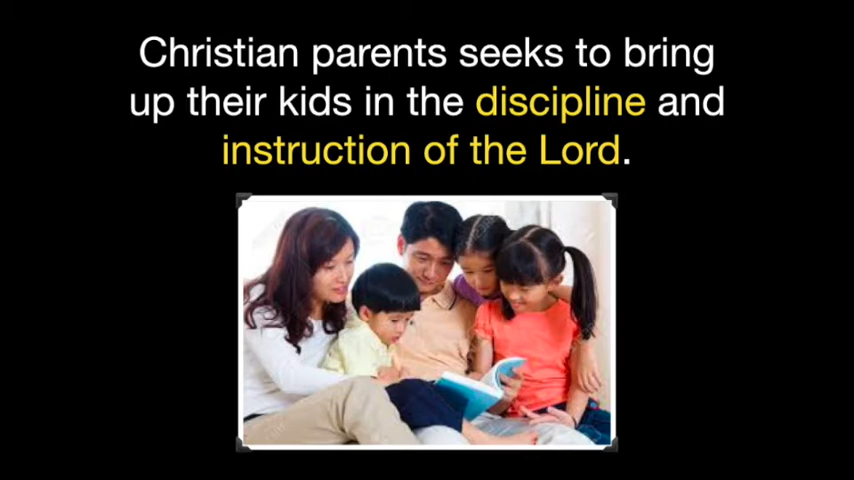 Christian parents seeks to bring
up their kids in the discipline and
instruction of the Lord.